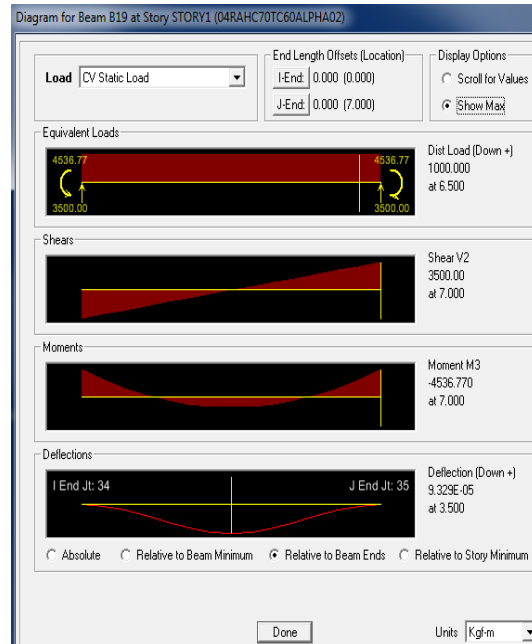 Diagram for Beam B19 at Story STORY1 (04RAHC70TC60ALPHA02)
Load CV Static Load
End Length Offsets (Location)
I-End: 0.000 (0.000)
J-End: 0.000 (7.000)
Display Options
Scroll for Values
Show Max
Equivalent Loads
4536.77 4536.77
3500.00 3500.00
Dist Load (Down +)
1000.000
at 6.500
Shears
Shear V2
3500.00
at 7.000
Moments
Moment M3
-4536.770
at 7.000
Deflections
I End Jt: 34 J End Jt: 35
Deflection (Down +)
9.329E-05
at 3.500
Absolute Relative to Beam Minimum Relative to Beam Ends Relative to Story Minimum
Done
Units Kgf-m